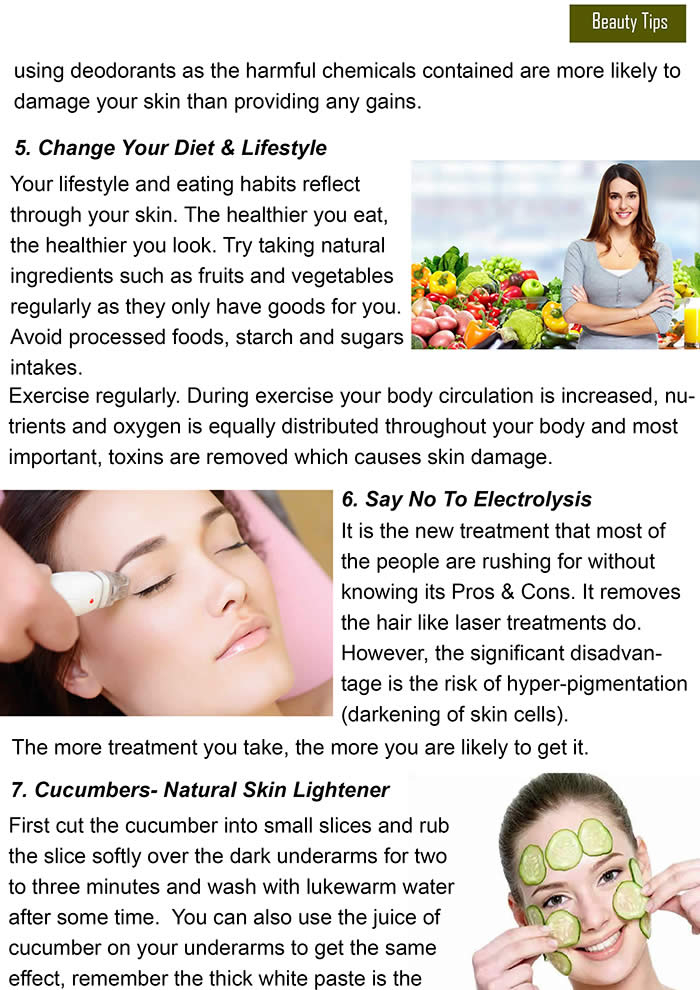 Beauty Tips
using deodorants as the harmful chemicals contained are more likely to
damage your skin than providing any gains.
5. Change Your Diet & Lifestyle
Your lifestyle and eating habits reflect
through your skin. The healthier you eat,
the healthier you look. Try taking natural
ingredients such as fruits and vegetables
regularly as they only have goods for you.
Avoid processed foods, starch and sugars
intakes.
Exercise regularly. During exercise your body circulation is increased, nu-
trients and oxygen is equally distributed throughout your body and most
important, toxins are removed which causes skin damage.
6. Say No To Electrolysis
It is the new treatment that most of
the people are rushing for without
knowing its Pros & Cons. It removes
the hair like laser treatments do.
However, the significant disadvan-
tage is the risk of hyper-pigmentation
(darkening of skin cells).
The more treatment you take, the more you are likely to get it.
7. Cucumbers- Natural Skin Lightener
First cut the cucumber into small slices and rub
the slice softly over the dark underarms for two
to three minutes and wash with lukewarm water
after some time.  You can also use the juice of
cucumber on your underarms to get the same
effect, remember the thick white paste is the